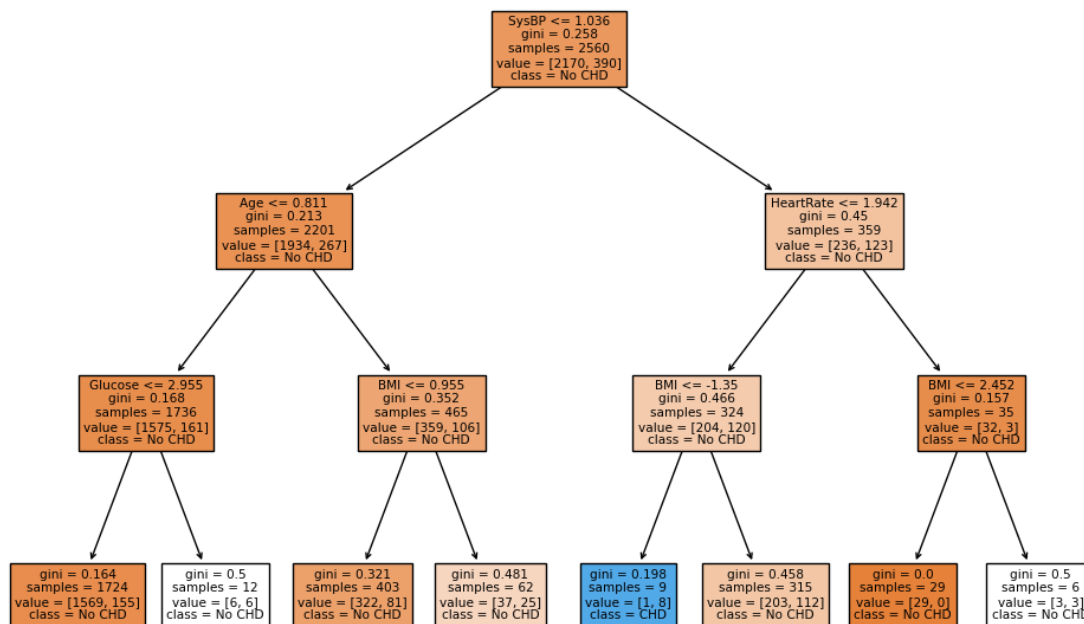 SysBP <= 1.036
gini = 0.258
samples = 2560
value = [2170, 390]
class = No CHD
Age <= 0.811
gini = 0.213
samples = 2201
value = [1934, 267]
class = No CHD
HeartRate <= 1.942
gini = 0.45
samples = 359
value = [236, 123]
class = No CHD
Glucose <= 2.955
gini = 0.168
samples = 1736
value = [1575, 161]
class = No CHD
BMI <= 0.955
gini = 0.352
samples = 465
value = [359, 106]
class = No CHD
BMI <= -1.35
gini = 0.466
samples = 324
value = [204, 120]
class = No CHD
BMI <= 2.452
gini = 0.157
samples = 35
value = [32, 3]
class = No CHD
gini = 0.164
samples = 1724
value = [1569, 155]
class = No CHD
gini = 0.5
samples = 12
value = [6, 6]
class = No CHD
gini = 0.321
samples = 403
value = [322, 81]
class = No CHD
gini = 0.481
samples = 62
value = [37, 25]
class = No CHD
gini = 0.198
samples = 9
value = [1, 8]
class = CHD
gini = 0.458
samples = 315
value = [203, 112]
class = No CHD
gini = 0.0
samples = 29
value = [29, 0]
class = No CHD
gini = 0.5
samples = 6
value = [3, 3]
class = No CHD